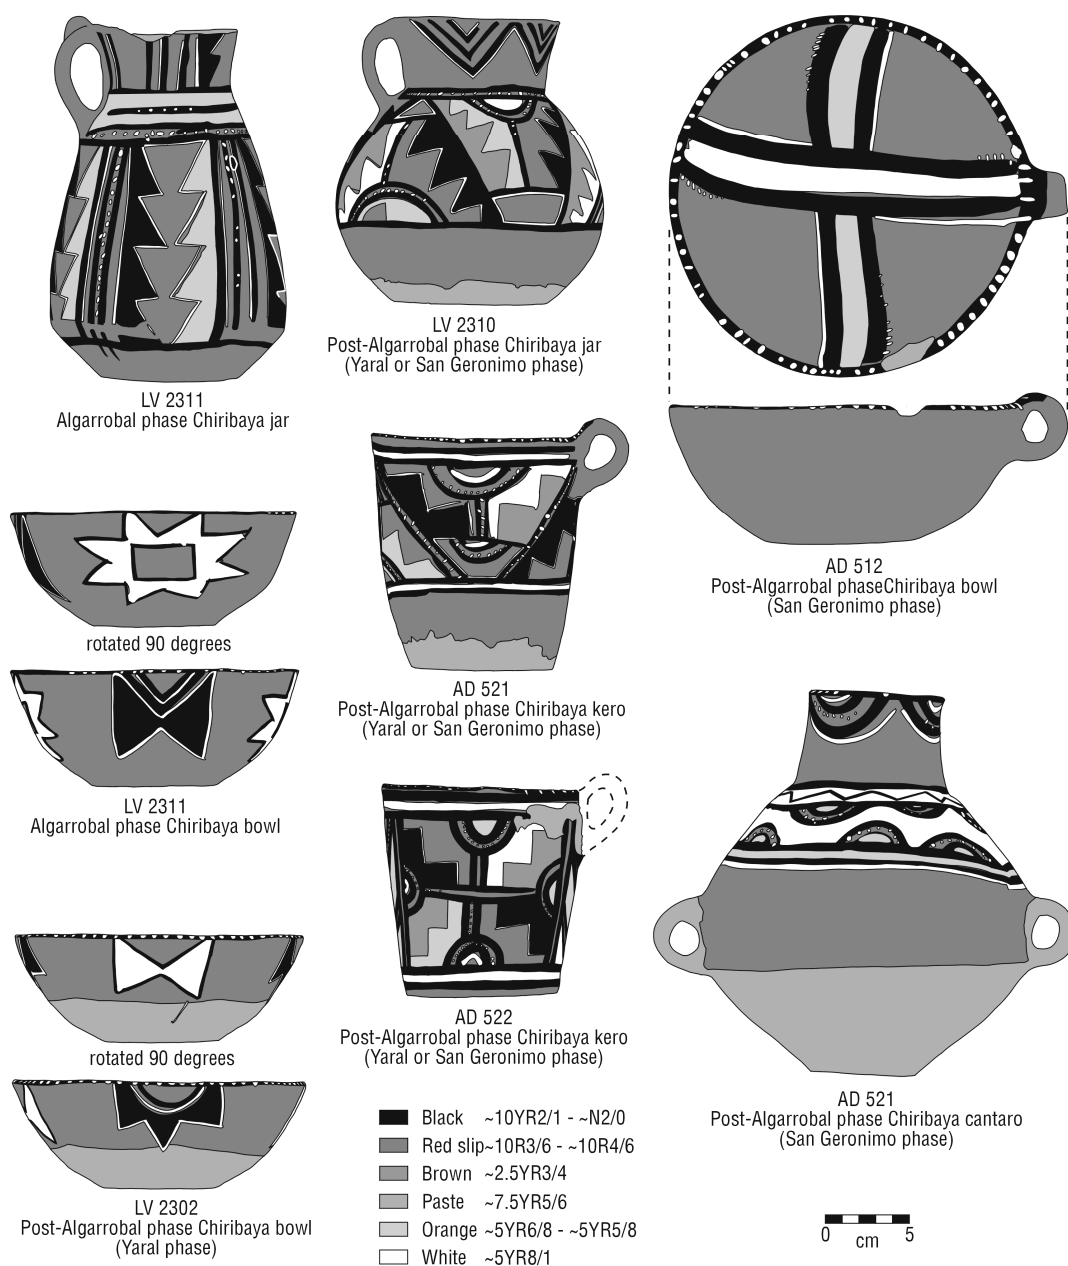 LV 2311
Algarrobal phase Chiribaya jar
LV 2310
Post-Algarrobal phase Chiribaya jar
(Yaral or San Geronimo phase)
AD 512
Post-Algarrobal phaseChiribaya bowl
(San Geronimo phase)
rotated 90 degrees
LV 2311
Algarrobal phase Chiribaya bowl
AD 521
Post-Algarrobal phase Chiribaya kero
(Yaral or San Geronimo phase)
rotated 90 degrees
LV 2302
Post-Algarrobal phase Chiribaya bowl
(Yaral phase)
AD 522
Post-Algarrobal phase Chiribaya kero
(Yaral or San Geronimo phase)
AD 521
Post-Algarrobal phase Chiribaya cantaro
(San Geronimo phase)
Black ~10YR2/1 - ~N2/0
Red slip~10R3/6 - ~10R4/6
Brown ~2.5YR3/4
Paste ~7.5YR5/6
Orange ~5YR6/8 - ~5YR5/8
White ~5YR8/1
0 cm 5